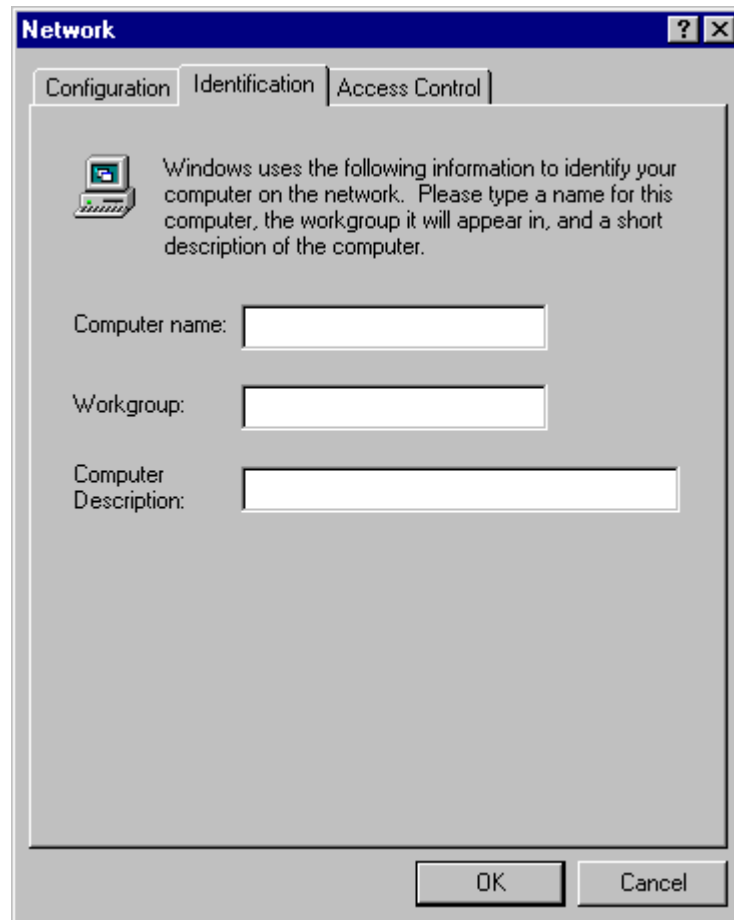 Network
Configuration Identification Access Control
Windows uses the following information to identify your
computer on the network.  Please type a name for this
computer, the workgroup it will appear in, and a short
description of the computer.
Computer name:
Workgroup:
Computer
Description:
OK Cancel